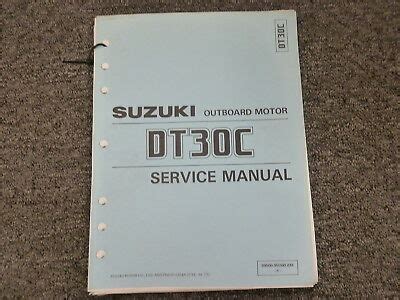 DT30C
SUZUKI OUTBOARD MOTOR
DT30C
SERVICE MANUAL